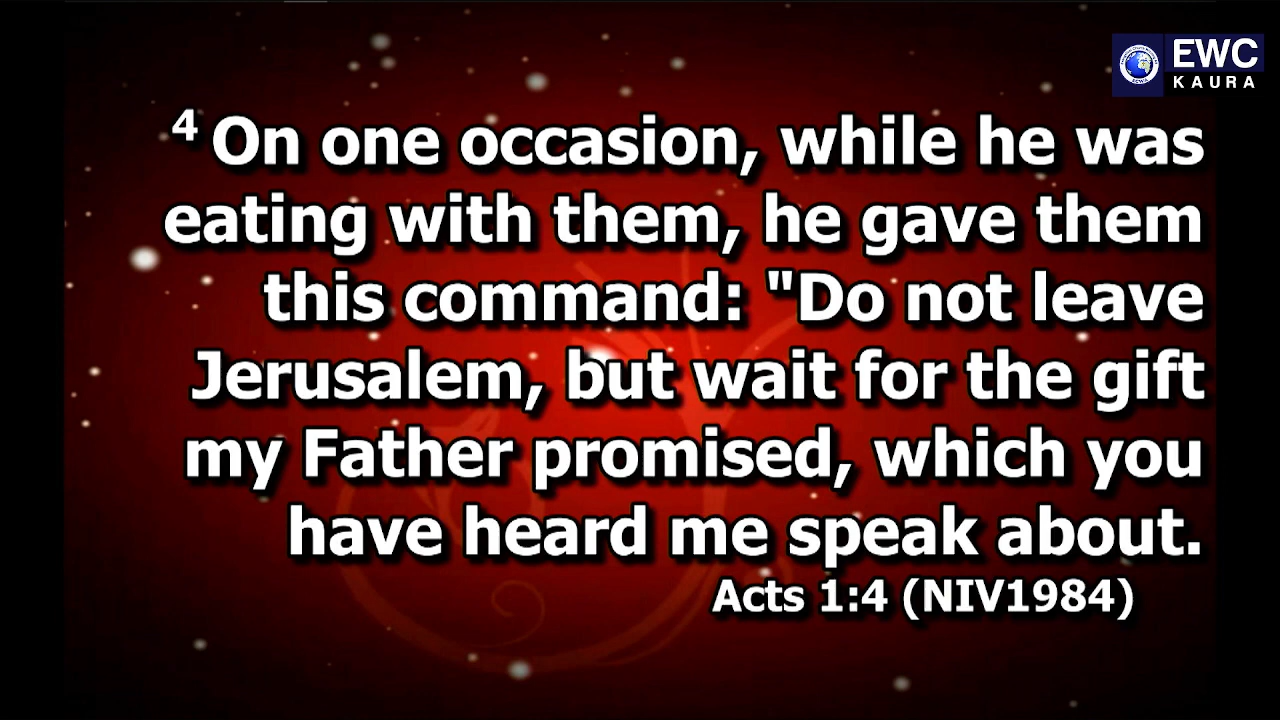 EWC
KAURA
4 On one occasion, while he was
eating with them, he gave them
this command: "Do not leave
Jerusalem, but wait for the gift
my Father promised, which you
have heard me speak about.
Acts 1:4 (NIV1984)